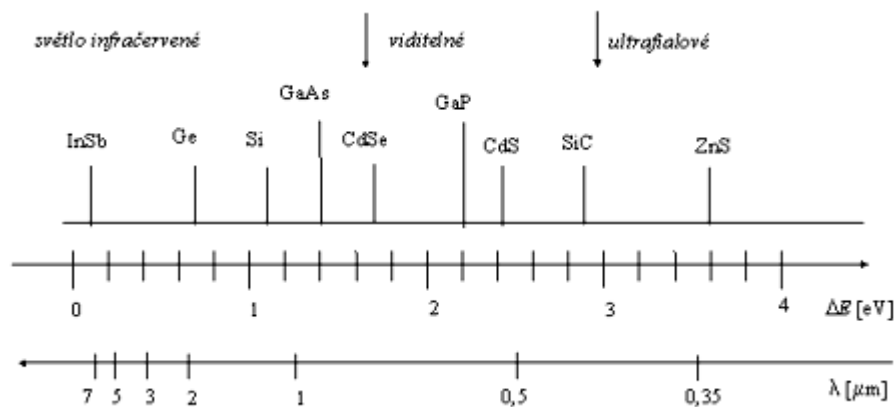 světlo infračervené viditelné ultrafialové
GaAs GaP
InSb Ge Si CdSe CdS SiC ZnS
0 1 2 3 4 ΔE [eV]
7 5 3 2 1 0,5 0,35 λ [μm]